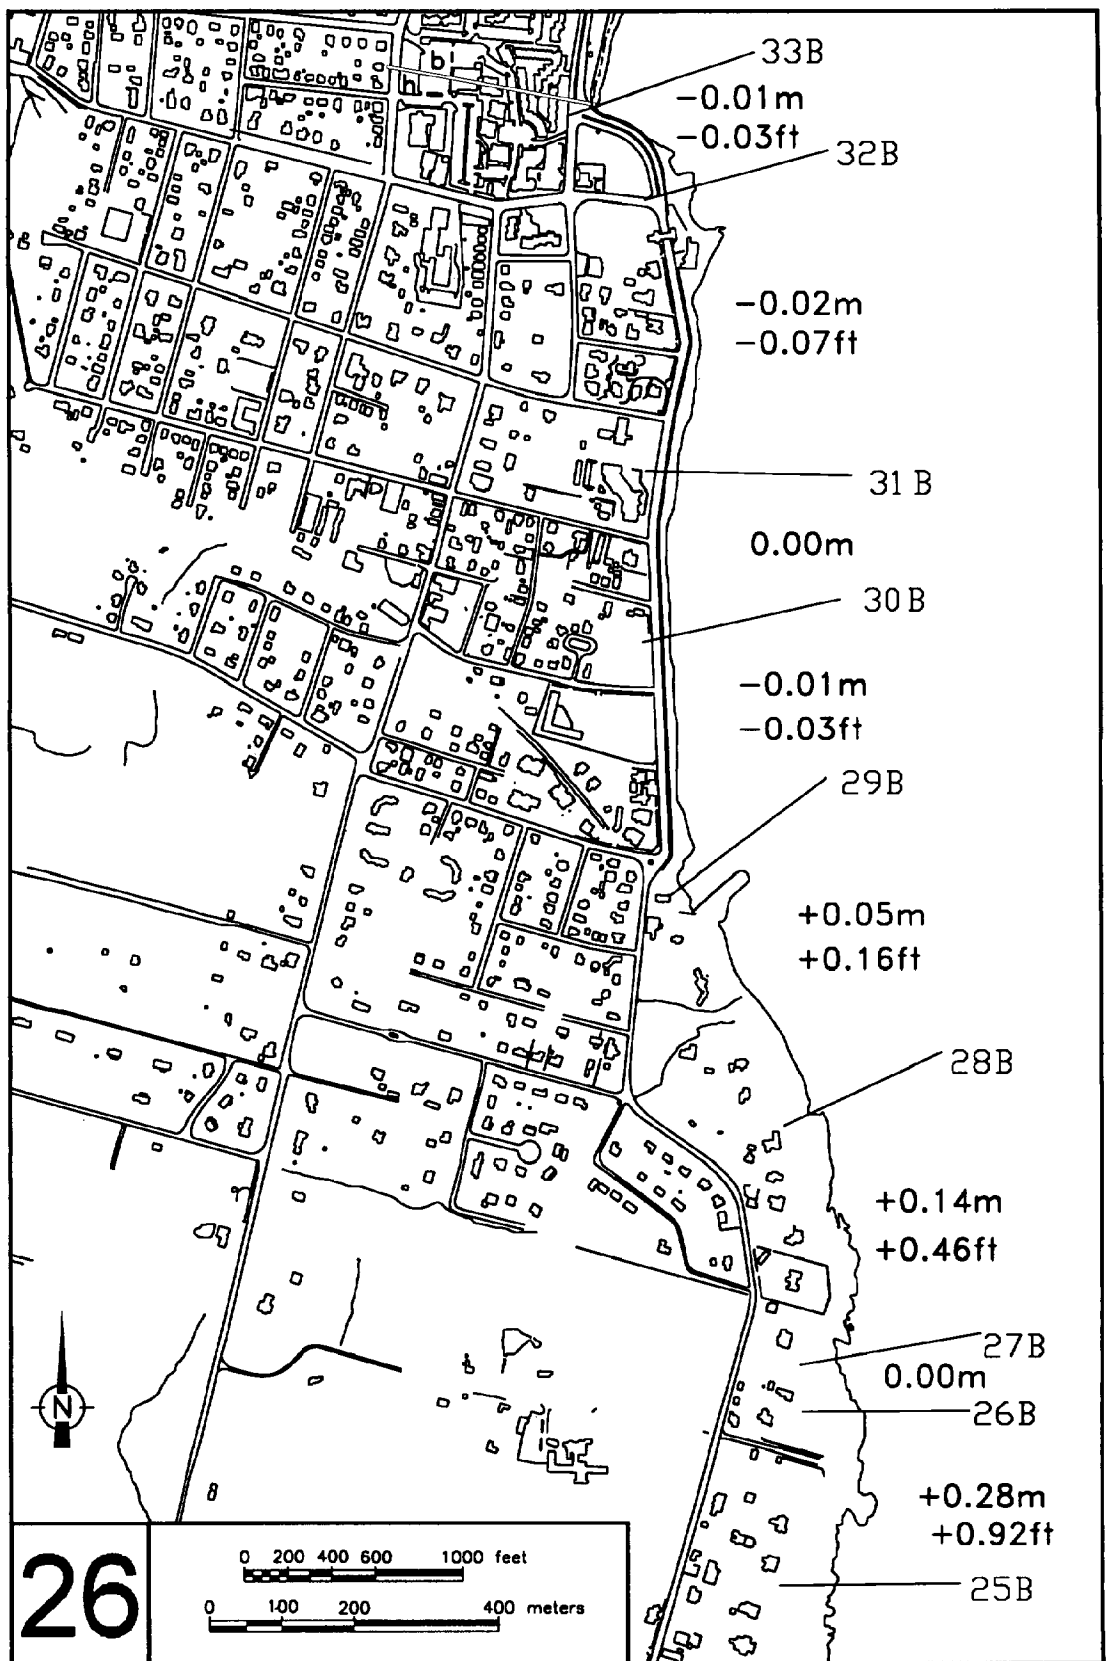 b
33B
-0.01m
-0.03ft
32B
-0.02m
-0.07ft
31B
0.00m
30B
-0.01m
-0.03ft
29B
+0.05m
+0.16ft
28B
+0.14m
+0.46ft
27B
0.00m
26B
+0.28m
+0.92ft
25B
N
26
0 200 400 600 1000 feet
0 100 200 400 meters